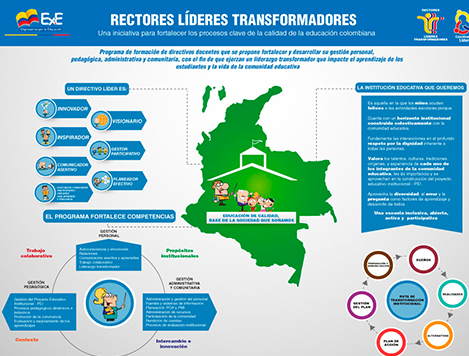 ExE
RECTORES LÍDERES TRANSFORMADORES
Una iniciativa para fortalecer los procesos clave de la calidad de la educación colombiana
RECTORES
LÍDERES
TRANSFORMADORES
Programa de formación de directivos docentes que se propone fortalecer y desarrollar su gestión personal,
pedagógica, administrativa y comunitaria, con el fin de que ejerzan un liderazgo transformador que impacte el aprendizaje de los
estudiantes y la vida de la comunidad educativa
UN DIRECTIVO LÍDER ES:
INNOVADOR
VISIONARIO
INSPIRADOR
GESTOR
PARTICIPATIVO
COMUNICADOR
ASERTIVO
PLANEADOR
EFECTIVO
EDUCACIÓN DE CALIDAD,
BASE DE LA SOCIEDAD QUE SOÑAMOS
LA INSTITUCIÓN EDUCATIVA QUE QUEREMOS
Es aquella en la que los niños acuden
felices a las actividades escolares porque:
Cuenta con un horizonte institucional
construido colectivamente con la
comunidad educativa.
Fundamenta las interacciones en el profundo
respeto por la dignidad inherente a
todas las personas.
Valora los talentos, culturas, tradiciones,
orígenes, y experiencia de cada uno de
los integrantes de la comunidad
educativa, les da importancia y se
aprovechan en la construcción del proyecto
educativo institucional - PEI.
Aprovecha la diversidad, el error y la
pregunta como factores de aprendizaje y
desarrollo de todos.
Una escuela inclusiva, abierta,
activa y participativa
EL PROGRAMA FORTALECE COMPETENCIAS
GESTIÓN
PERSONAL
Trabajo
colaborativo
Autoconocimiento y emociones
Relaciones
Comunicación asertiva y apreciativa
Trabajo colaborativo
Liderazgo transformador
Propósitos
institucionales
GESTIÓN
PEDAGÓGICA
Gestión del Proyecto Educativo
Institucional - PEI
Procesos pedagógicos dinámicos e
inclusivos
Promoción de la convivencia
Evaluación y mejoramiento de los
aprendizajes
GESTIÓN
ADMINISTRATIVA
Y COMUNITARIA
Administración y gestión del personal
Fuentes y sistemas de información
Planeación: POA y PMI
Administración de recursos
Participación de la comunidad
Rendición de cuentas
Procesos de evaluación institucional
Contexto
Intercambio e
innovación
SUEÑOS
REALIDADES
ALTERNATIVAS
PLAN DE
ACCIÓN
GESTIÓN
DEL PLAN
RUTA DE
TRANSFORMACIÓN
INSTITUCIONAL